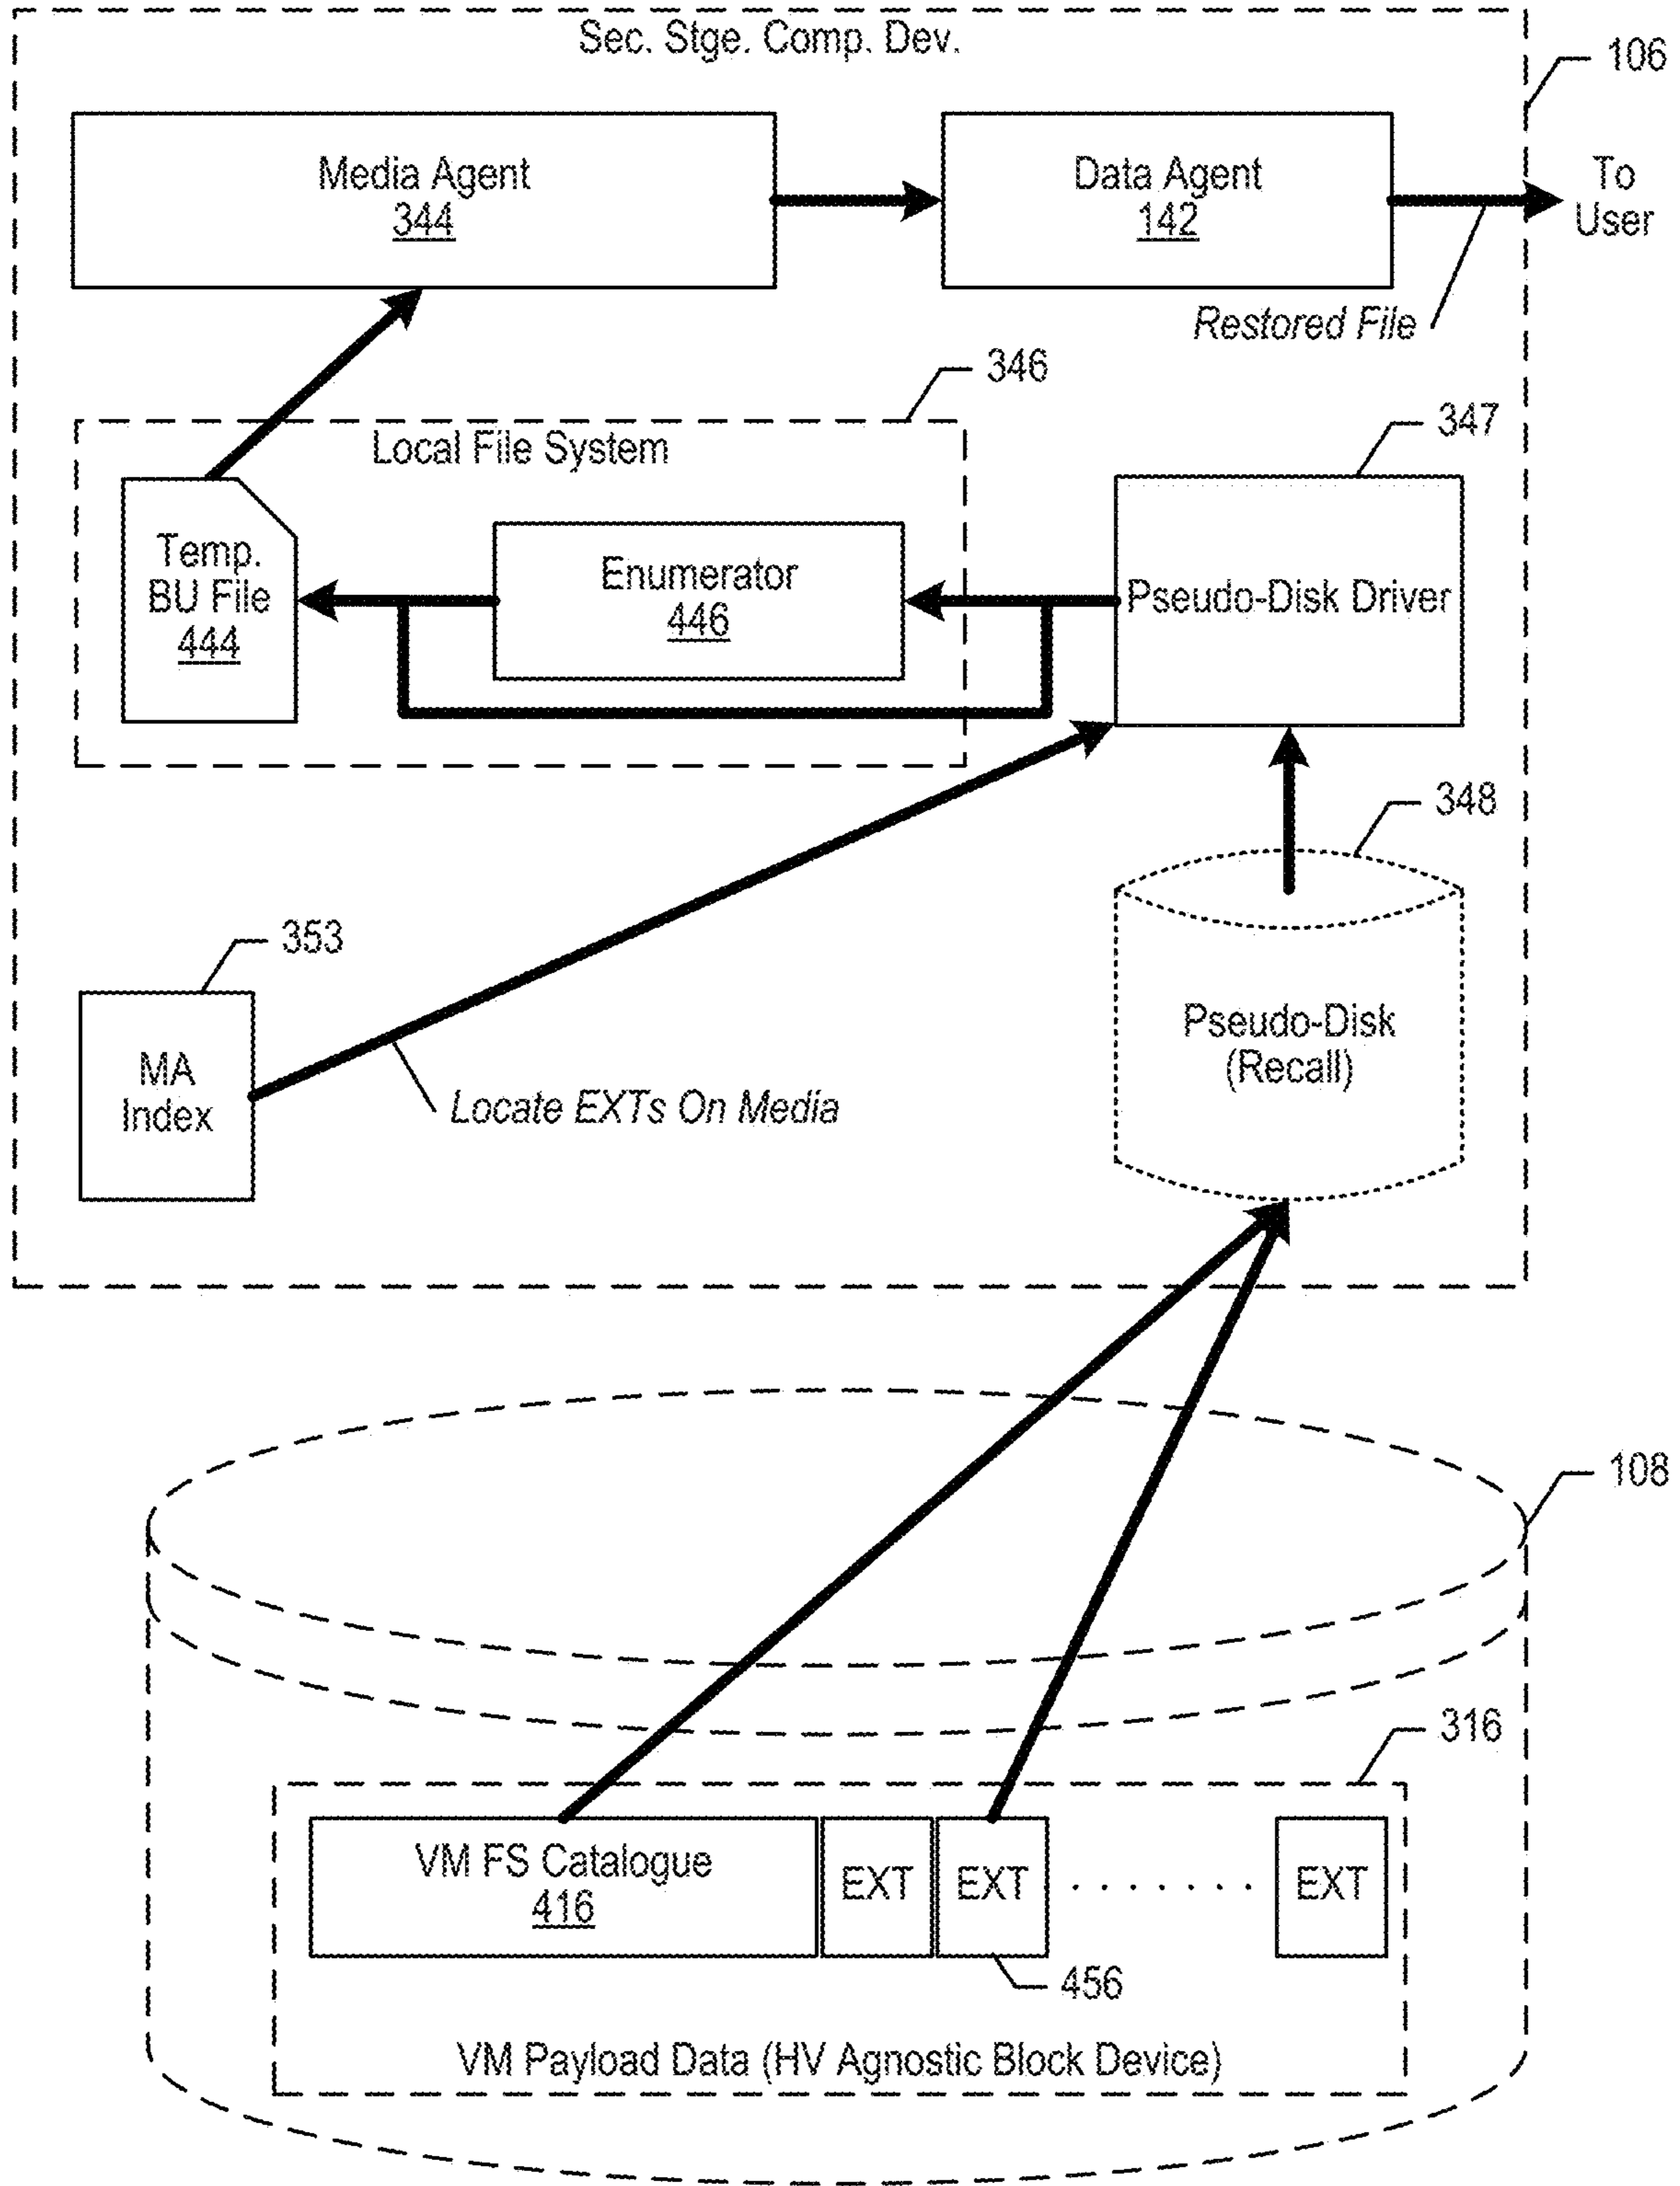 Sec. Stge. Comp. Dev.
106
Media Agent
344
Data Agent
142
To
User
Restored File
346
Local File System
347
Temp.
BU File
444
Enumerator
446
Pseudo-Disk Driver
348
353
MA
Index
Pseudo-Disk
(Recall)
Locate EXTs On Media
108
316
VM FS Catalogue
416
EXT
EXT
. . . . . . . .
EXT
456
VM Payload Data (HV Agnostic Block Device)